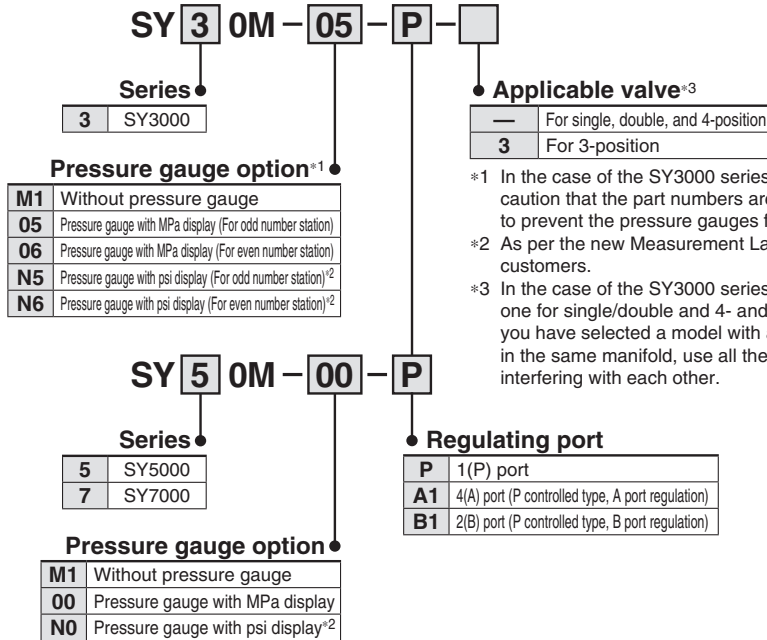 SY 3 0M – 05 – P –
Series
3 SY3000
Pressure gauge option*1
M1 Without pressure gauge
05 Pressure gauge with MPa display (For odd number station)
06 Pressure gauge with MPa display (For even number station)
N5 Pressure gauge with psi display (For odd number station)*2
N6 Pressure gauge with psi display (For even number station)*2
Applicable valve*3
— For single, double, and 4-position
3 For 3-position
*1 In the case of the SY3000 series
caution that the part numbers are
to prevent the pressure gauges
*2 As per the new Measurement
customers.
*3 In the case of the SY3000 series
one for single/double and 4- and
you have selected a model with
in the same manifold, use all the
interfering with each other.
SY 5 0M – 00 – P
Series
5 SY5000
7 SY7000
Pressure gauge option
M1 Without pressure gauge
00 Pressure gauge with MPa display
N0 Pressure gauge with psi display*2
Regulating port
P 1(P) port
A1 4(A) port (P controlled type, A port regulation)
B1 2(B) port (P controlled type, B port regulation)